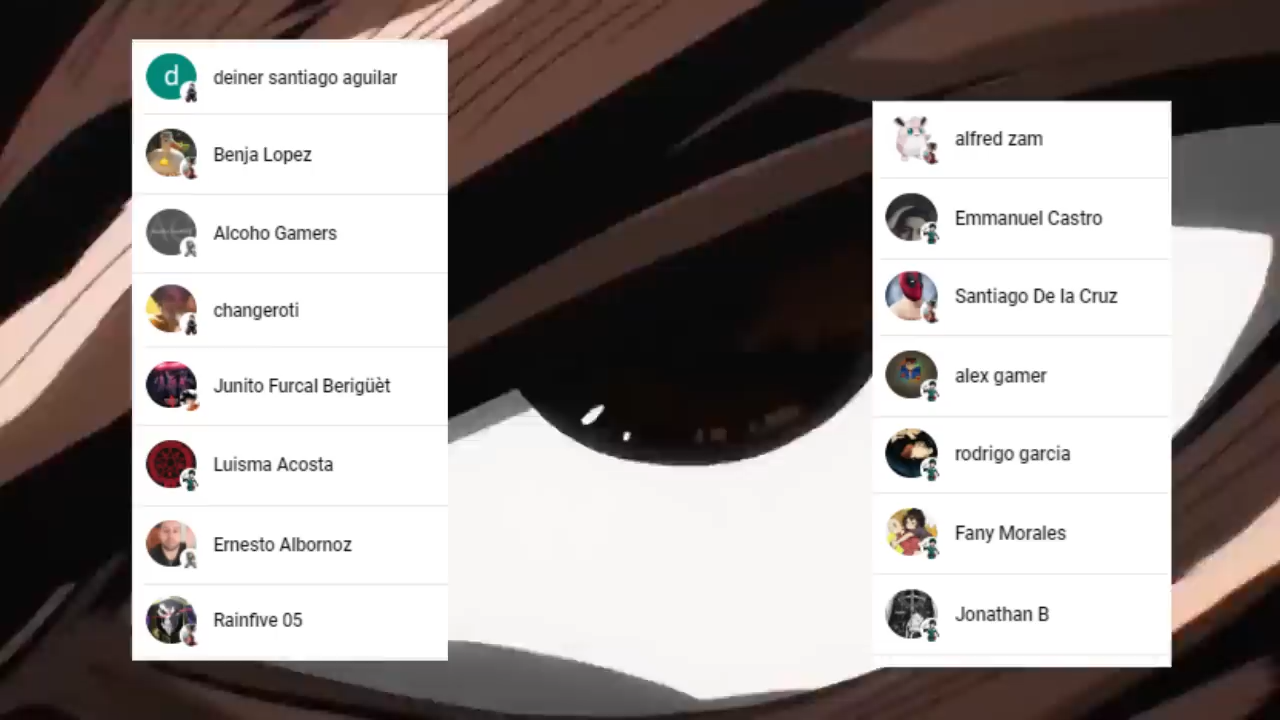 d
deiner santiago aguilar
Benja Lopez
Alcoho Gamers
changeroti
Junito Furcal Berigüèt
Luisma Acosta
Ernesto Albornoz
Rainfive 05
alfred zam
Emmanuel Castro
Santiago De la Cruz
alex gamer
rodrigo garcia
Fany Morales
Jonathan B